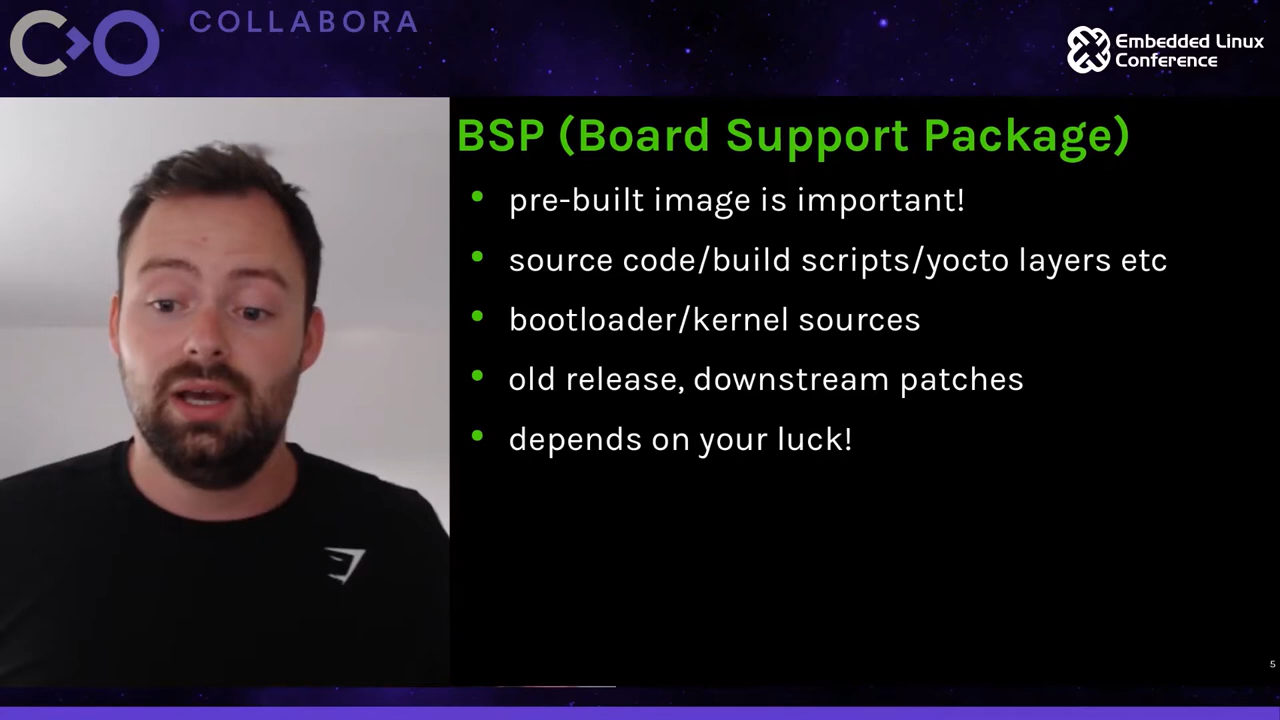 COLLABORA
Embedded Linux
Conference
BSP (Board Support Package)
pre-built image is important!
source code/build scripts/yocto layers etc
bootloader/kernel sources
old release, downstream patches
depends on your luck!
5